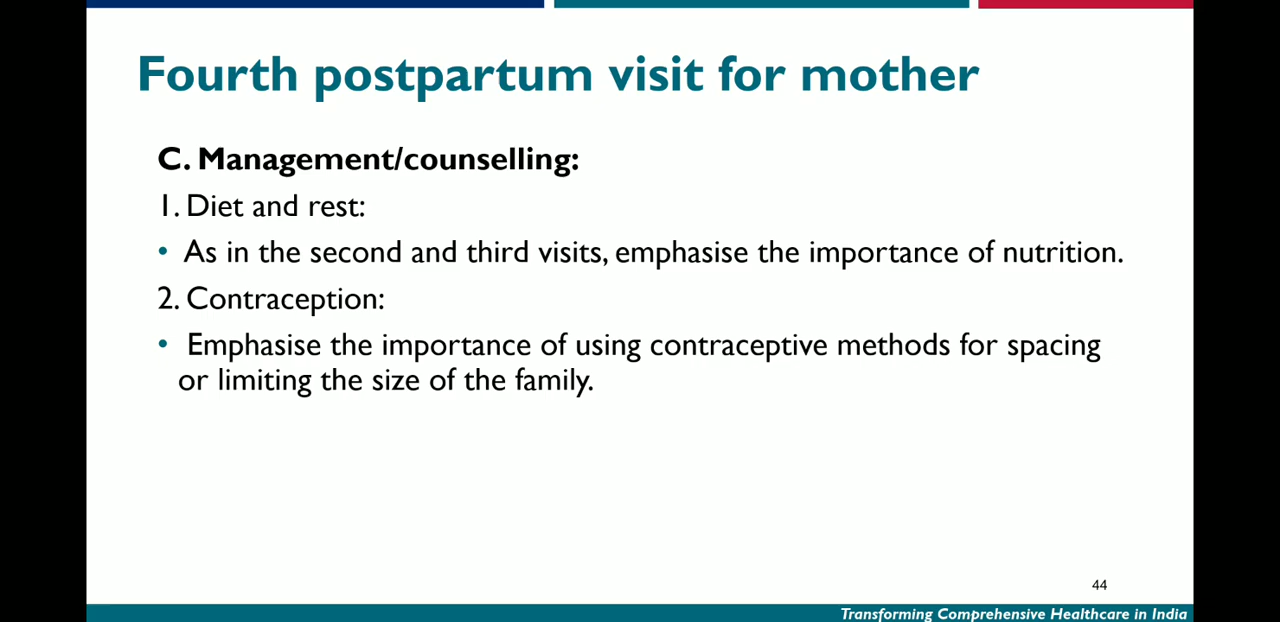 Fourth postpartum visit for mother
C. Management/counselling:
1. Diet and rest:
• As in the second and third visits, emphasise the importance of nutrition.
2. Contraception:
• Emphasise the importance of using contraceptive methods for spacing
or limiting the size of the family.
44
Transforming Comprehensive Healthcare in India